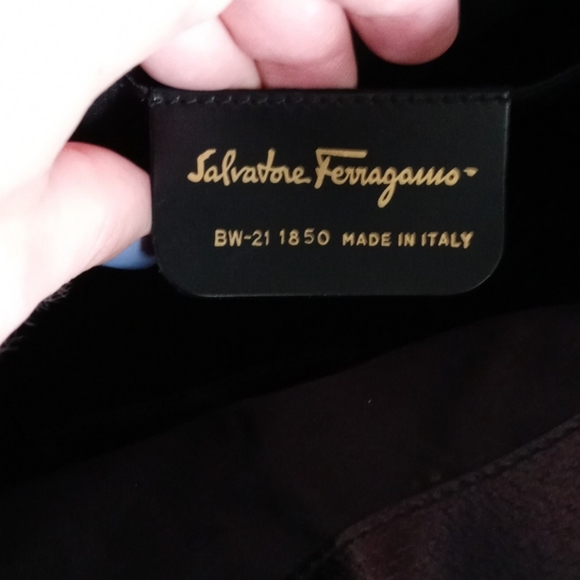 Salvatore Ferragamo
BW-21 1850 MADE IN ITALY